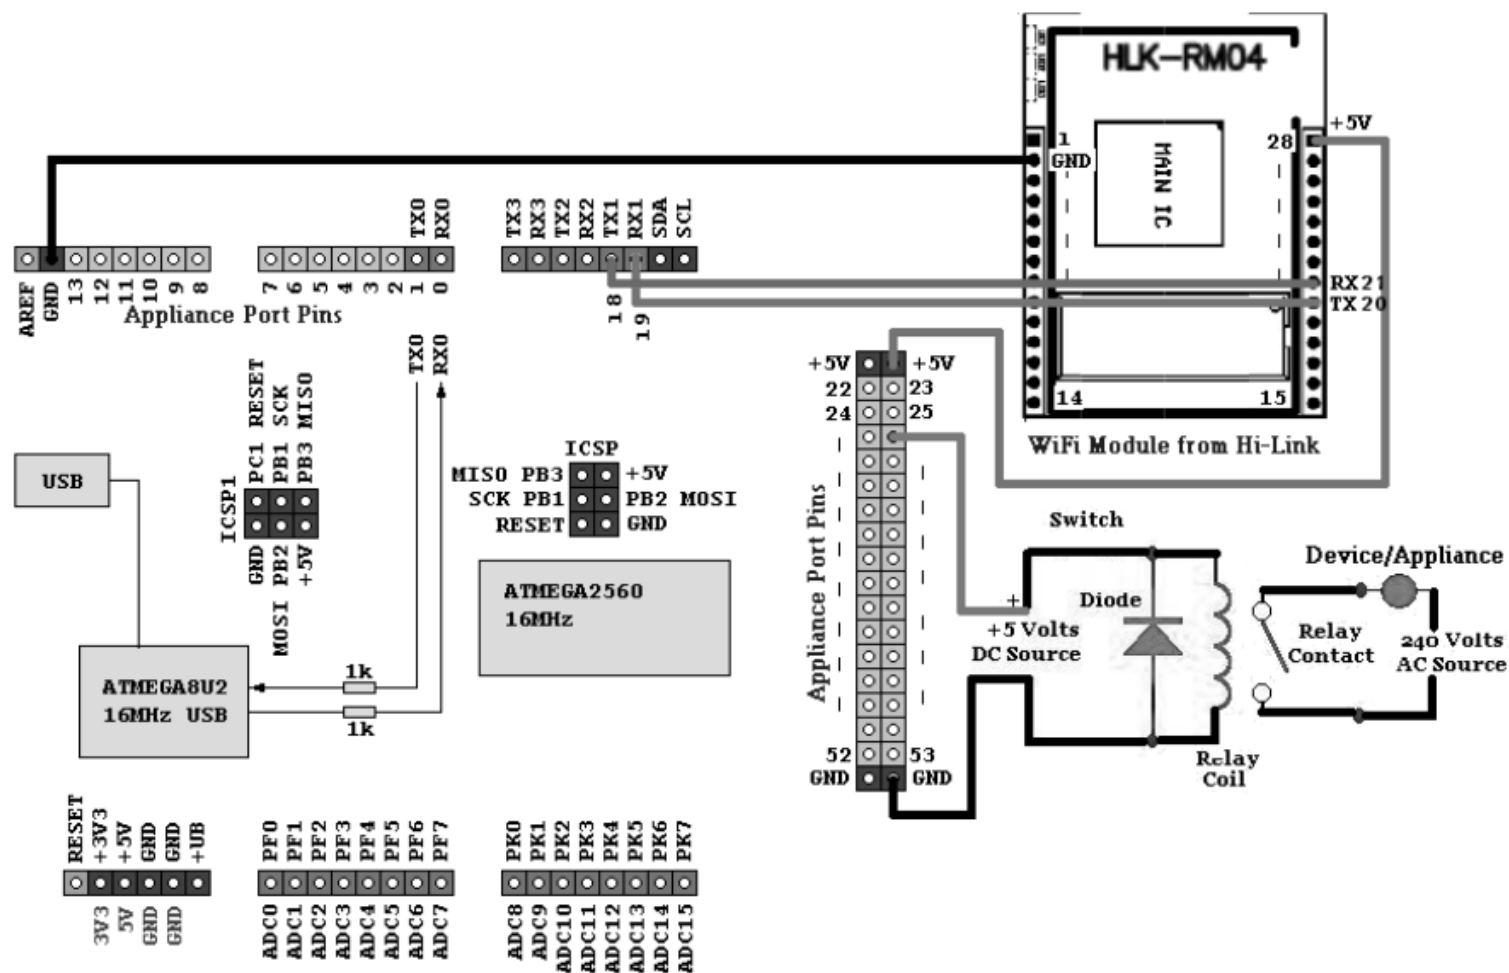 HLK-RM04
+5V
1
28
GND
MAIN IC
RX 21
TX 20
14
15
WiFi Module from Hi-Link
TX0
RX0
TX3
RX3
TX2
RX2
TX1
RX1
SDA
SCL
AREF
GND
13
12
11
10
9
8
7
6
5
4
3
2
1
0
18
19
Appliance Port Pins
TX0
RX0
+5V
+5V
22
23
24
25
Appliance Port Pins
52
53
GND
GND
PC1 RESET
PB1 SCK
PB3 MISO
ICSP1
GND
MOSI PB2
+5V
USB
ICSP
MISO PB3
+5V
SCK PB1
PB2 MOSI
RESET
GND
ATMEGA2560
16MHz
ATMEGA8U2
16MHz USB
1k
1k
Switch
+
+5 Volts
DC Source
Diode
Relay
Coil
Relay
Contact
Device/Appliance
240 Volts
AC Source
RESET
+3V3
+5V
GND
GND
+UB
3V3
5V
GND
GND
PF0
PF1
PF2
PF3
PF4
PF5
PF6
PF7
ADC0
ADC1
ADC2
ADC3
ADC4
ADC5
ADC6
ADC7
PK0
PK1
PK2
PK3
PK4
PK5
PK6
PK7
ADC8
ADC9
ADC10
ADC11
ADC12
ADC13
ADC14
ADC15